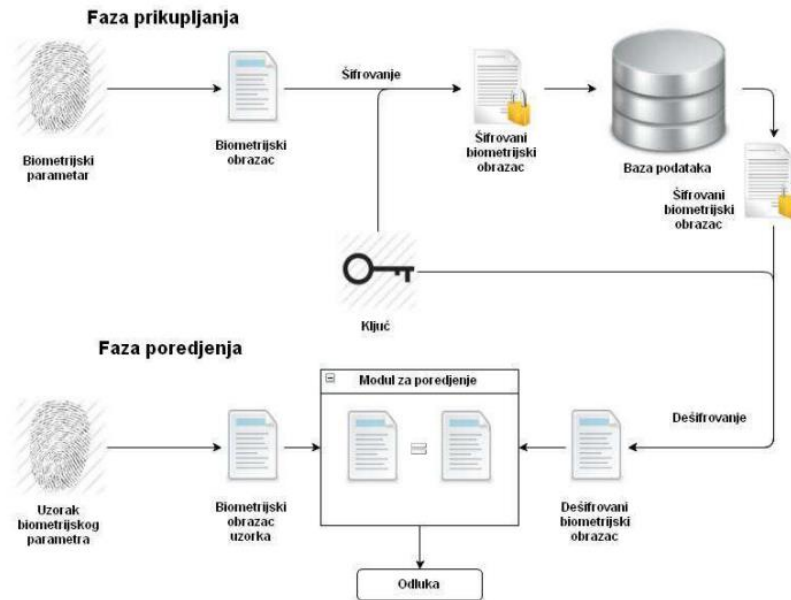 Faza prikupljanja
Biometrijski
parametar
Biometrijski
obrazac
Šifrovanje
Šifrovani
biometrijski
obrazac
Baza podataka
Šifrovani
biometrijski
obrazac
Ključ
Faza poredjenja
Uzorak
biometrijskog
parametra
Biometrijski
obrazac
uzorka
Modul za poredjenje
=
Dešifrovanje
Dešifrovani
biometrijski
obrazac
Odluka